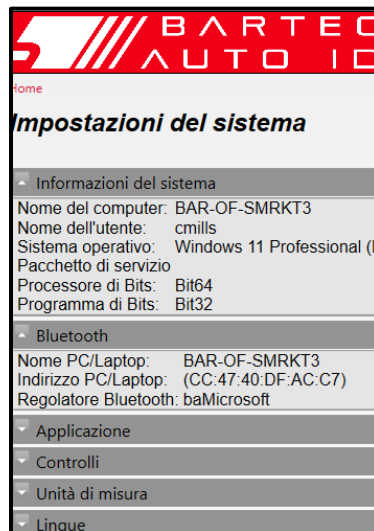 BARTEC
AUTO ID
Home
Impostazioni del sistema
Informazioni del sistema
Nome del computer: BAR-OF-SMRKT3
Nome dell'utente: cmills
Sistema operativo: Windows 11 Professional (
Pacchetto di servizio
Processore di Bits: Bit64
Programma di Bits: Bit32
Bluetooth
Nome PC/Laptop: BAR-OF-SMRKT3
Indirizzo PC/Laptop: (CC:47:40:DF:AC:C7)
Regolatore Bluetooth: baMicrosoft
Applicazione
Controlli
Unità di misura
Lingue